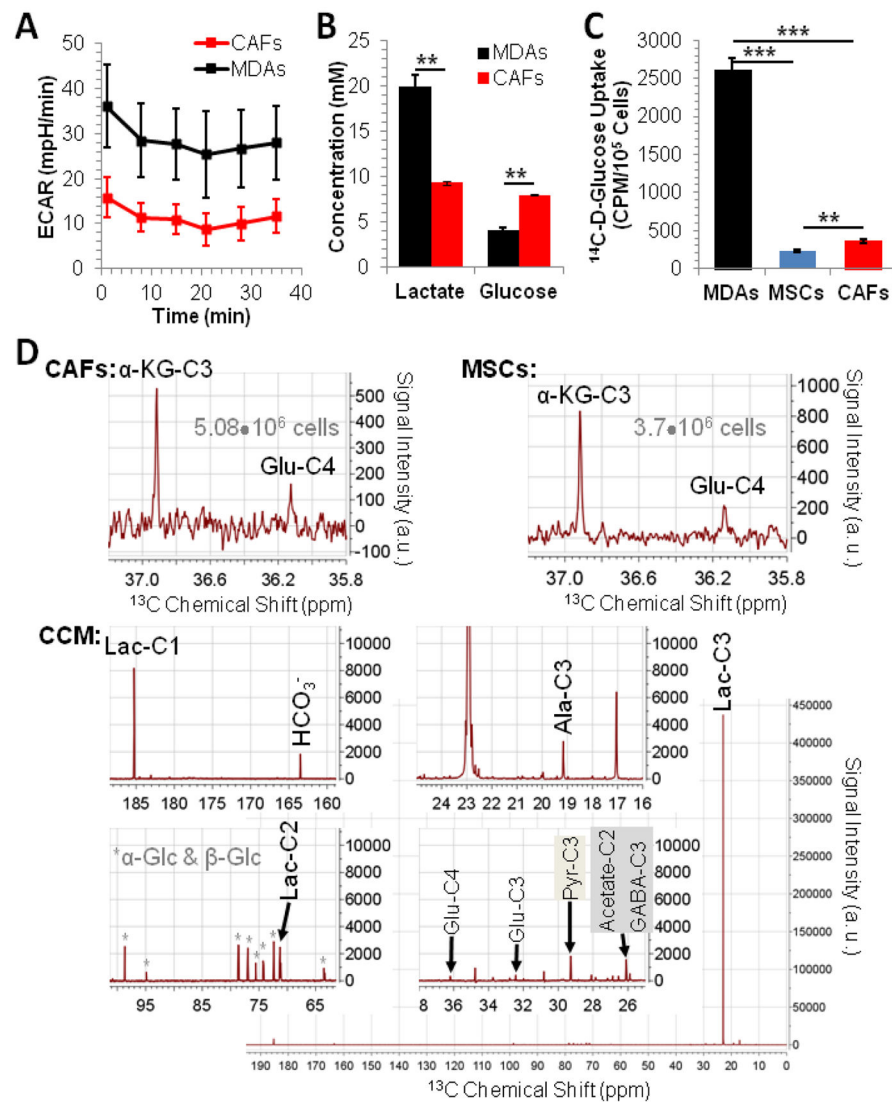 A
CAFs
MDAs
ECAR (mpH/min)
50
40
30
20
10
0
0 10 20 30 40
Time (min)
B
MDAs
CAFs
Concentration (mM)
25
20
15
10
5
0
**
**
Lactate Glucose
C
¹⁴C-D-Glucose Uptake
(CPM/10⁵ Cells)
3000
2500
2000
1500
1000
500
0
***
***
**
MDAs MSCs CAFs
D
CAFs:
α-KG-C3
5.08•10⁶ cells
Glu-C4
500
400
300
200
100
0
-100
Signal Intensity (a.u.)
37.0 36.6 36.2 35.8
¹³C Chemical Shift (ppm)
MSCs:
α-KG-C3
3.7•10⁶ cells
Glu-C4
1000
800
600
400
200
0
Signal Intensity (a.u.)
37.0 36.6 36.2 35.8
¹³C Chemical Shift (ppm)
CCM:
Lac-C1
HCO₃⁻
10000
8000
6000
4000
2000
0
185 180 175 170 165 160
Ala-C3
10000
8000
6000
4000
2000
0
24 23 22 21 20 19 18 17 16
Lac-C3
*α-Glc & β-Glc
Lac-C2
* * * * * * * *
10000
8000
6000
4000
2000
0
95 85 75 65
Glu-C4
Glu-C3
Pyr-C3
Acetate-C2
GABA-C3
10000
8000
6000
4000
2000
0
8 36 34 32 30 28 26
450000
400000
350000
300000
250000
200000
150000
100000
50000
0
Signal Intensity (a.u.)
190 180 170 160 150 140 130 120 110 100 90 80 70 60 50 40 30 20 10 0
¹³C Chemical Shift (ppm)